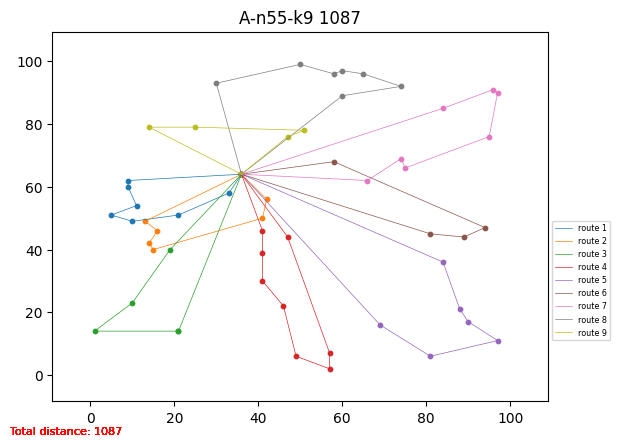 A-n55-k9 1087
100
80
60
40
20
0
0 20 40 60 80 100
route 1
route 2
route 3
route 4
route 5
route 6
route 7
route 8
route 9
Total distance: 1087